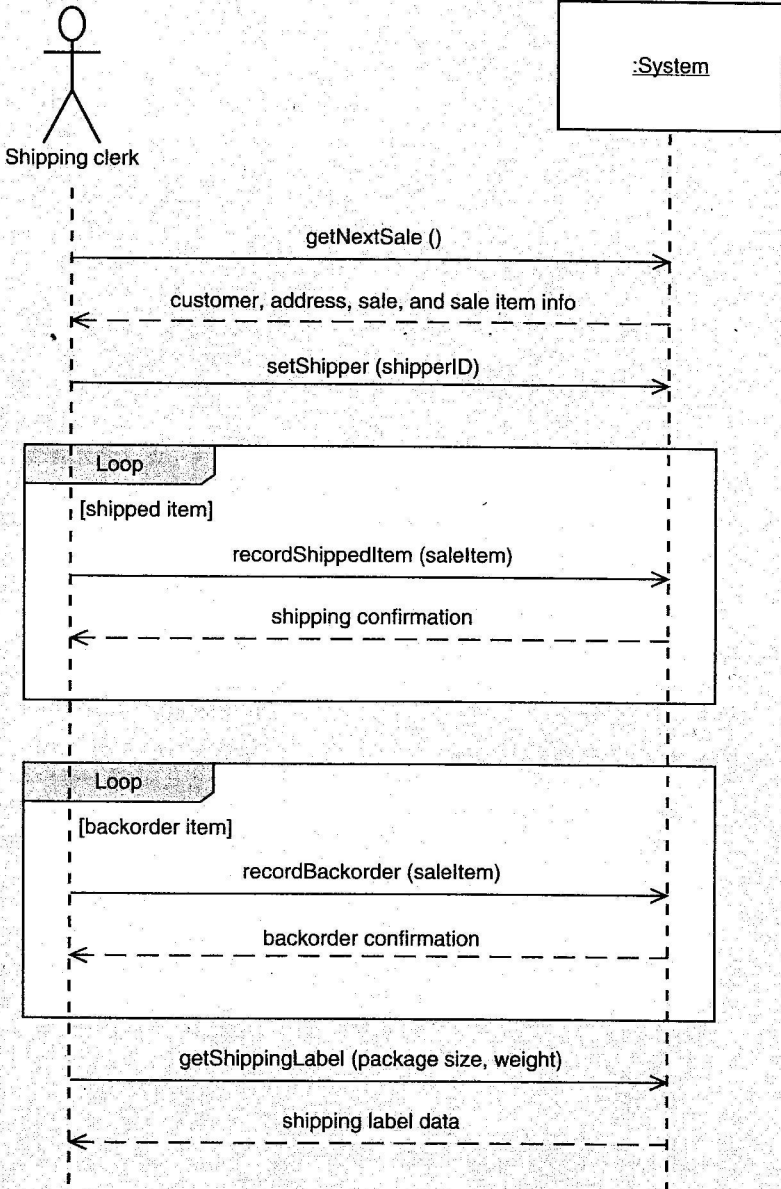 :System
Shipping clerk
getNextSale ()
customer, address, sale, and sale item info
setShipper (shipperID)
Loop
[shipped item]
recordShippedItem (saleItem)
shipping confirmation
Loop
[backorder item]
recordBackorder (saleItem)
backorder confirmation
getShippingLabel (package size, weight)
shipping label data